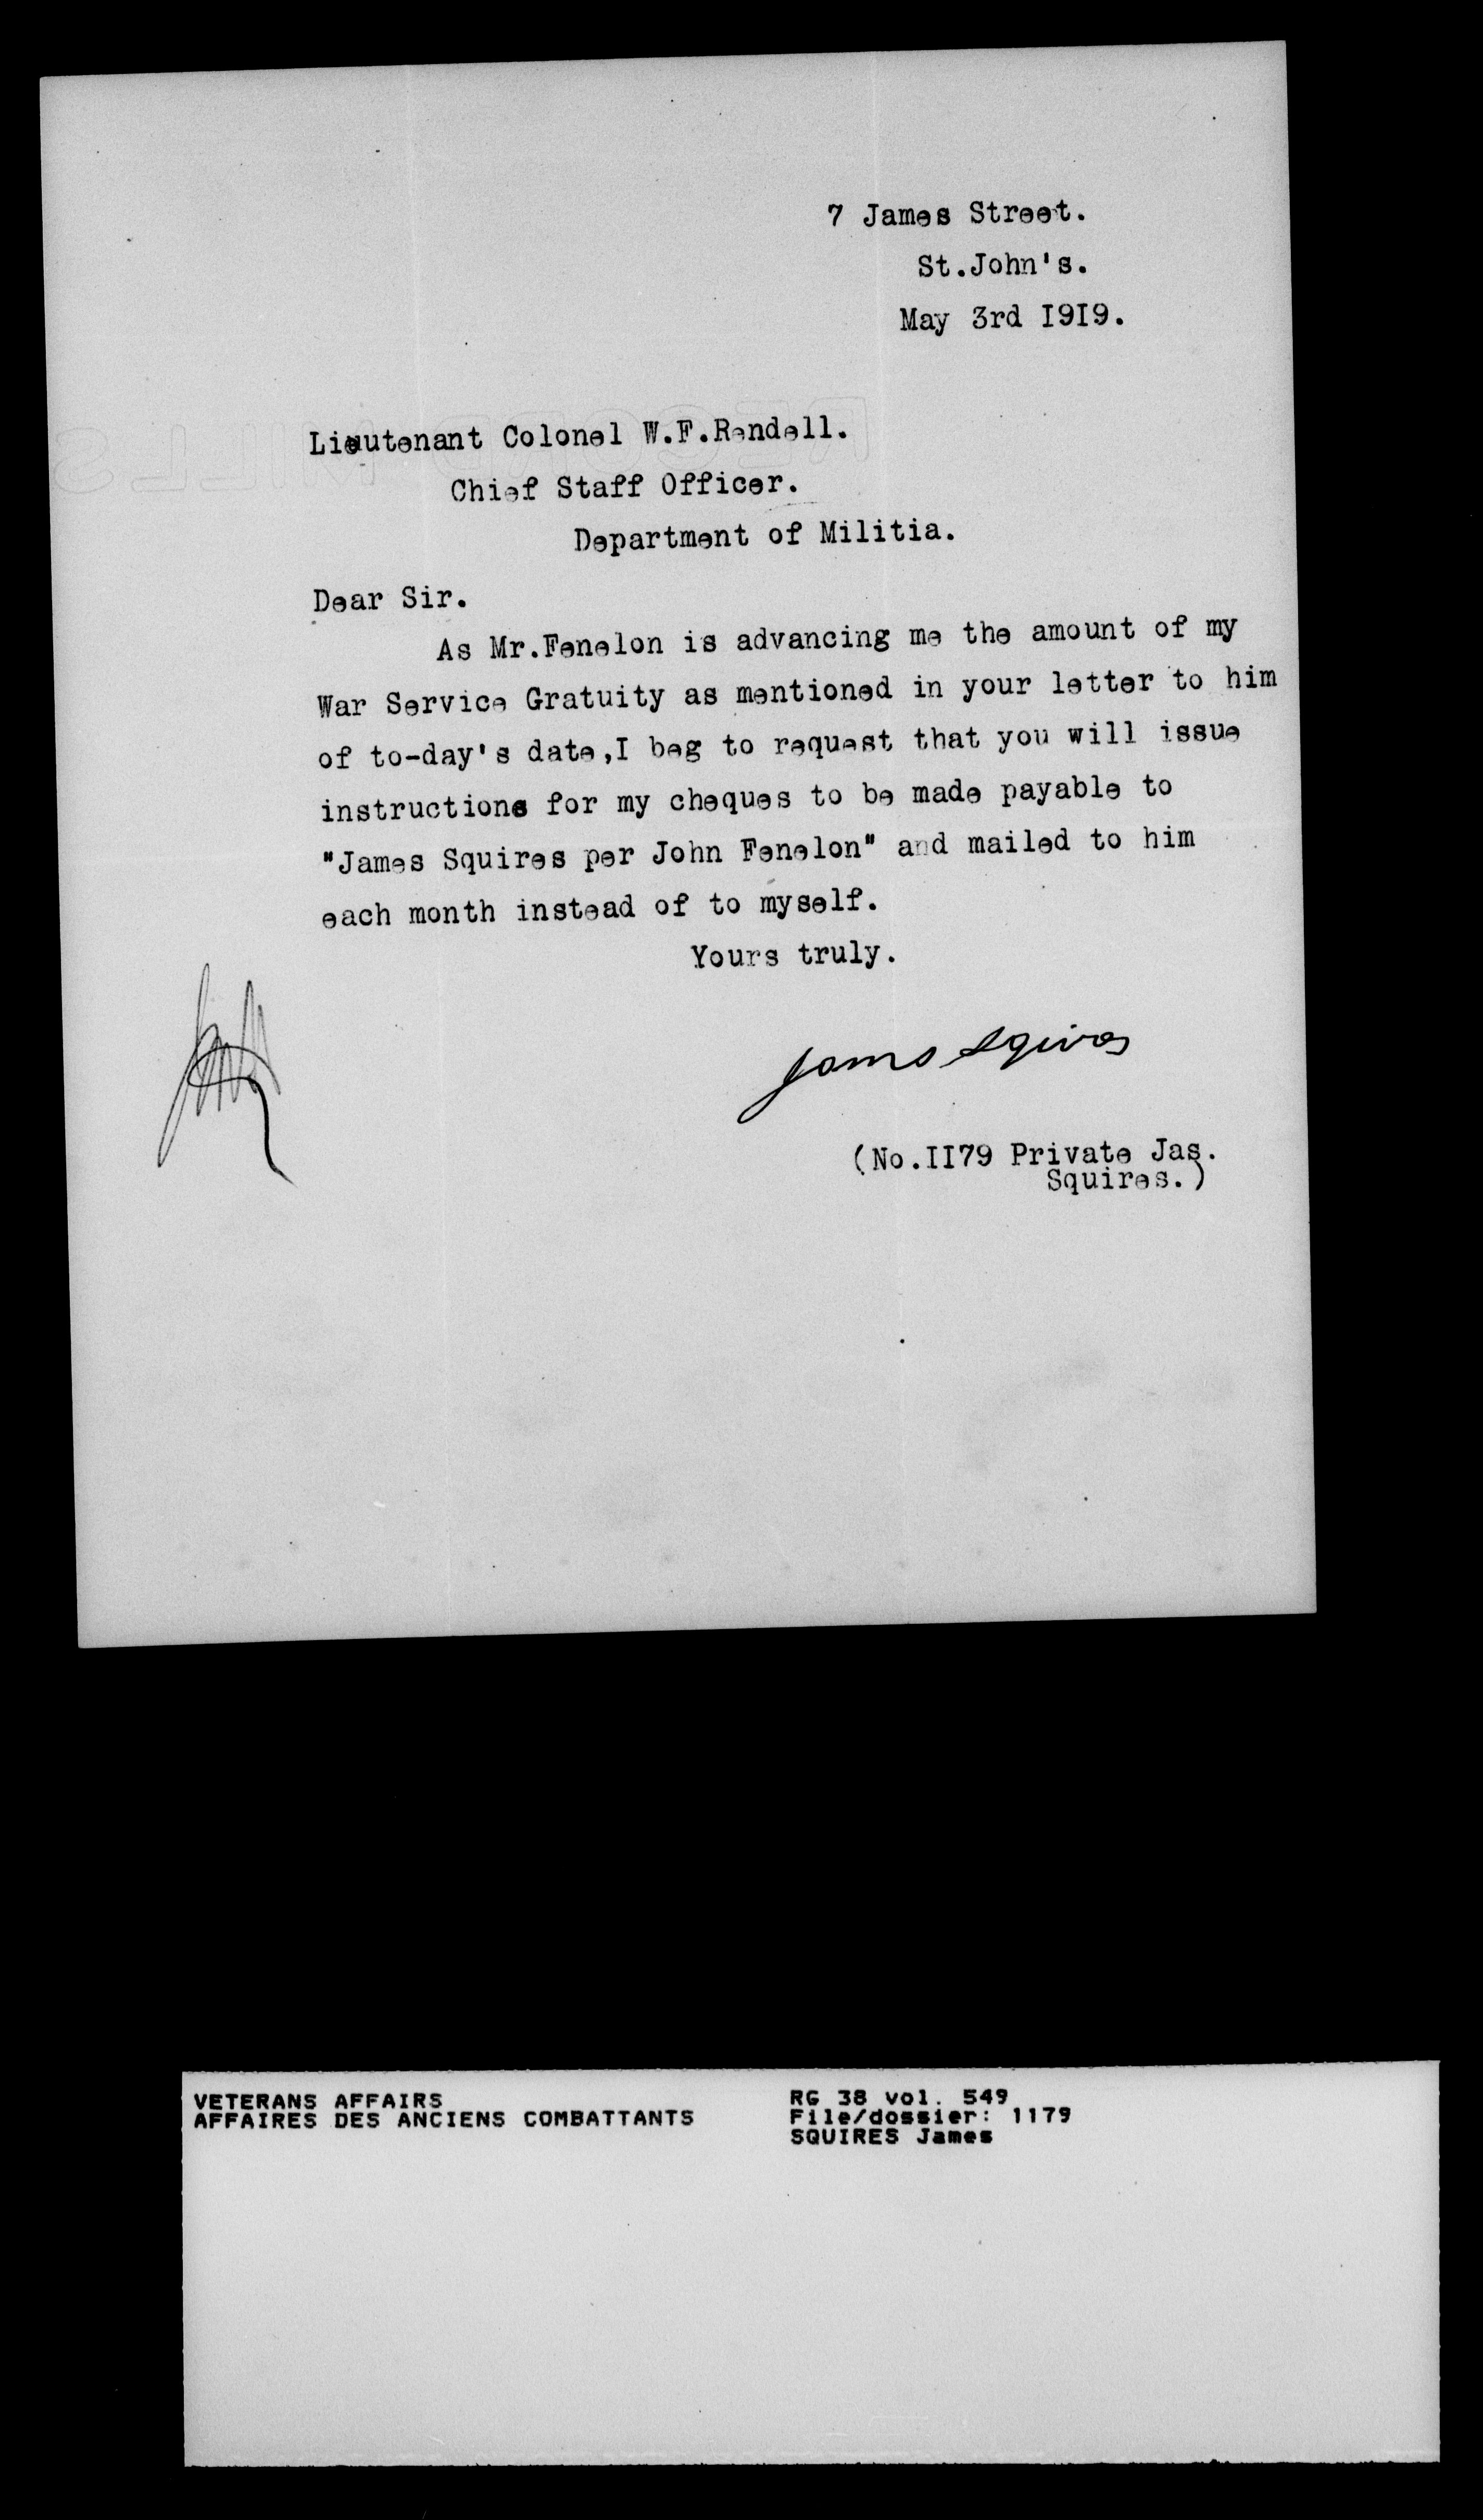 7 James Street.
St.John's.
May 3rd I9I9.
Lieutenant Colonel W.F.Rendell.
Chief Staff Officer.
Department of Militia.
Dear Sir.
As Mr.Fenelon is advancing me the amount of my
War Service Gratuity as mentioned in your letter to him
of to-day's date,I beg to request that you will issue
instructions for my cheques to be made payable to
"James Squires per John Fenelon" and mailed to him
each month instead of to myself.
Yours truly.
James Squires
(No.II79 Private Jas.
Squires.)
VETERANS AFFAIRS
AFFAIRES DES ANCIENS COMBATTANTS
RG 38 vol. 549
File/dossier: 1179
SQUIRES James